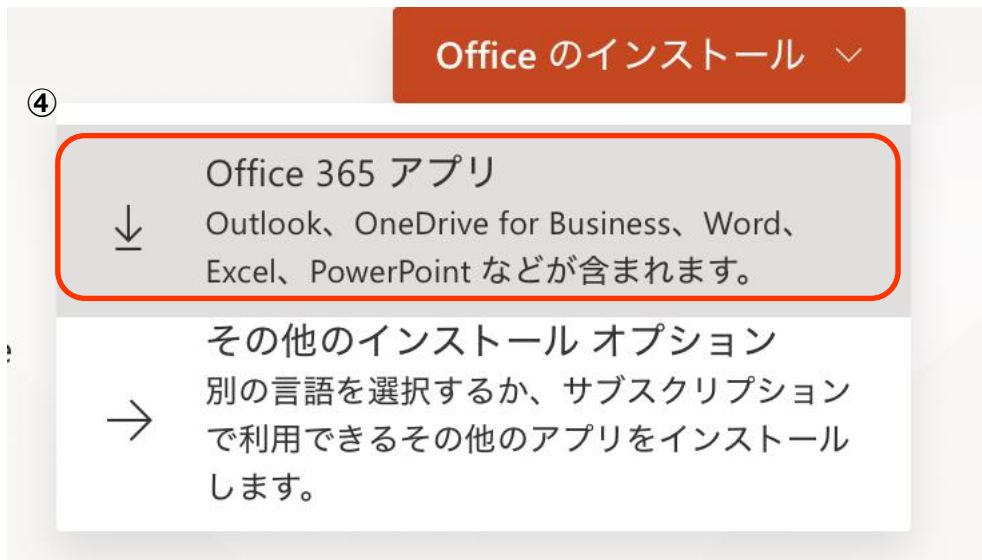 Office のインストール
④
Office 365 アプリ
Outlook、OneDrive for Business、Word、
Excel、PowerPoint などが含まれます。
その他のインストール オプション
別の言語を選択するか、サブスクリプション
で利用できるその他のアプリをインストール
します。